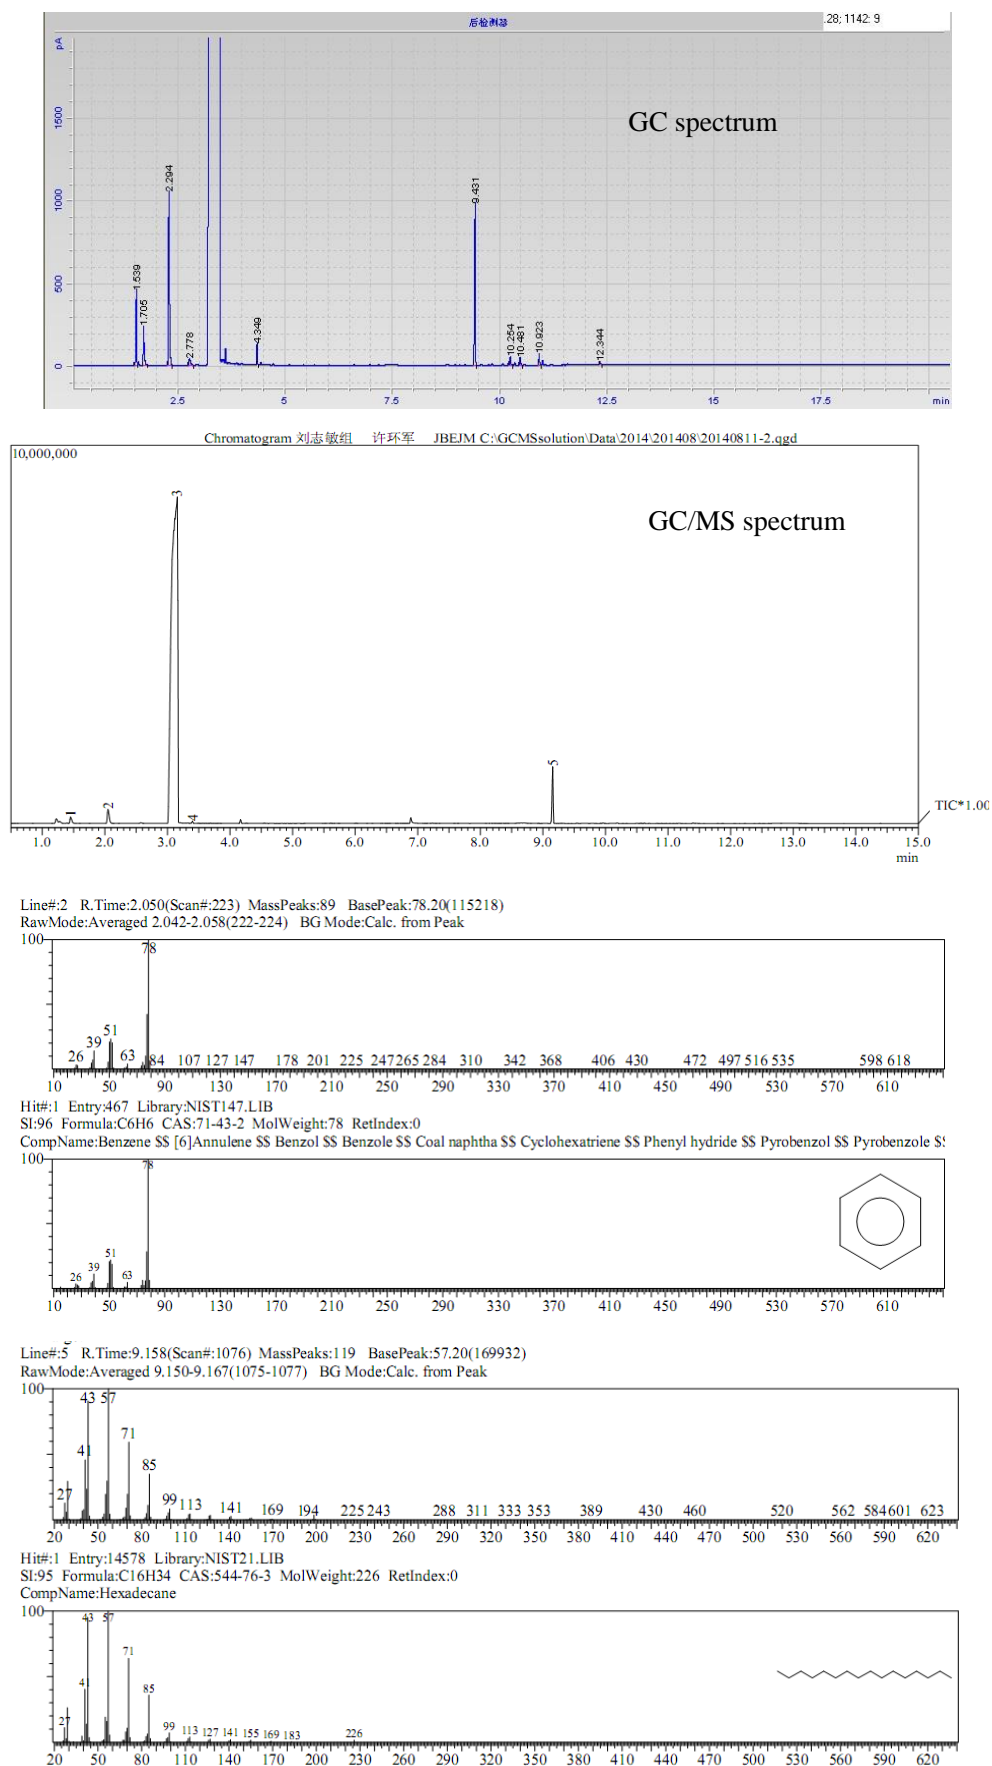 后检测器
.28; 1142: 9
pA
1500
1000
500
0
GC spectrum
1.539
1.705
2.294
2.778
4.349
9.431
10.254
10.481
10.923
12.344
2.5 5 7.5 10 12.5 15 17.5 min
Chromatogram 刘志敏组 许环军 JBEJM C:\GCMSsolution\Data\2014\201408\20140811-2.qgd
10,000,000
GC/MS spectrum
1
2
3
4
5
TIC*1.00
1.0 2.0 3.0 4.0 5.0 6.0 7.0 8.0 9.0 10.0 11.0 12.0 13.0 14.0 15.0
min
Line#:2 R.Time:2.050(Scan#:223) MassPeaks:89 BasePeak:78.20(115218)
RawMode:Averaged 2.042-2.058(222-224) BG Mode:Calc. from Peak
100
78
26 39 51 63 84 107 127 147 178 201 225 247 265 284 310 342 368 406 430 472 497 516 535 598 618
10 50 90 130 170 210 250 290 330 370 410 450 490 530 570 610
Hit#:1 Entry:467 Library:NIST147.LIB
SI:96 Formula:C6H6 CAS:71-43-2 MolWeight:78 RetIndex:0
CompName:Benzene $$ [6]Annulene $$ Benzol $$ Benzole $$ Coal naphtha $$ Cyclohexatriene $$ Phenyl hydride $$ Pyrobenzol $$ Pyrobenzole $$
100
78
26 39 51 63
10 50 90 130 170 210 250 290 330 370 410 450 490 530 570 610
Line#:5 R.Time:9.158(Scan#:1076) MassPeaks:119 BasePeak:57.20(169932)
RawMode:Averaged 9.150-9.167(1075-1077) BG Mode:Calc. from Peak
100
27 41 43 57 71 85 99 113 141 169 194 225 243 288 311 333 353 389 430 460 520 562 584 601 623
20 50 80 110 140 170 200 230 260 290 320 350 380 410 440 470 500 530 560 590 620
Hit#:1 Entry:14578 Library:NIST21.LIB
SI:95 Formula:C16H34 CAS:544-76-3 MolWeight:226 RetIndex:0
CompName:Hexadecane
100
27 41 43 57 71 85 99 113 127 141 155 169 183 226
20 50 80 110 140 170 200 230 260 290 320 350 380 410 440 470 500 530 560 590 620